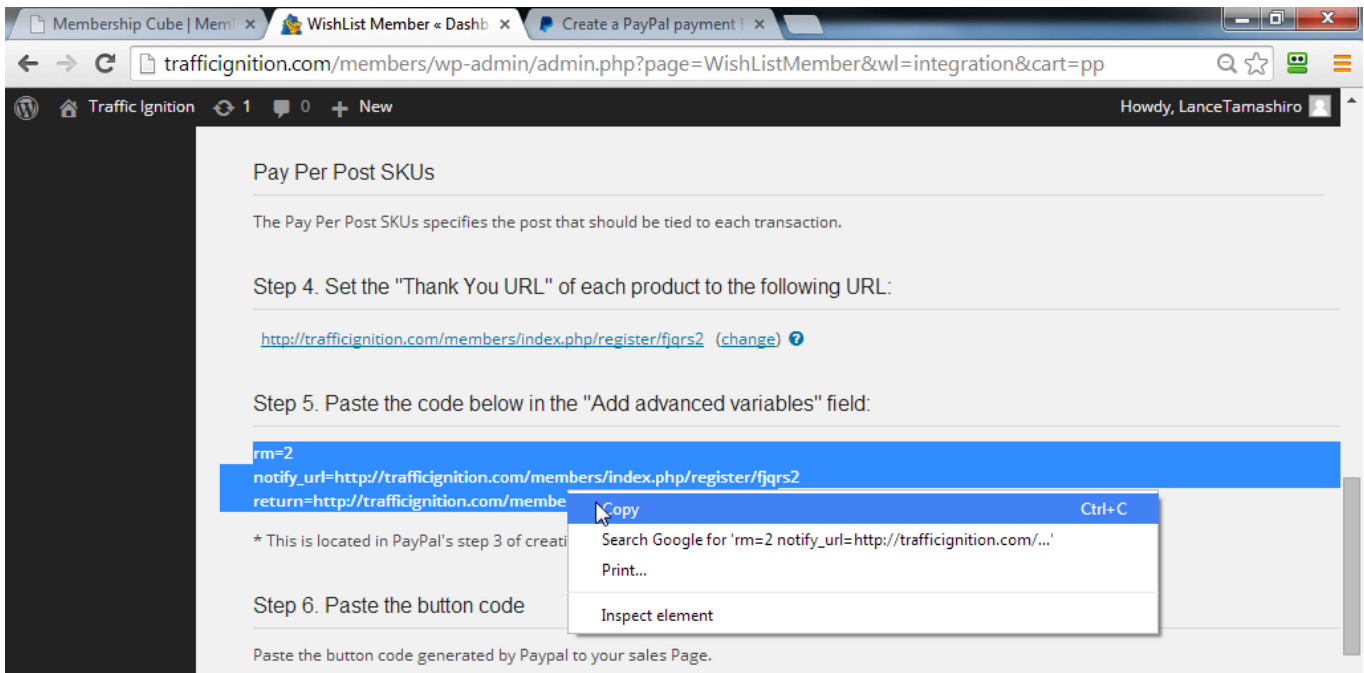 Membership Cube | Mem
WishList Member « Dashb
Create a PayPal payment
trafficignition.com/members/wp-admin/admin.php?page=WishListMember&wl=integration&cart=pp
Traffic Ignition 1 0 + New Howdy, LanceTamashiro
Pay Per Post SKUs
The Pay Per Post SKUs specifies the post that should be tied to each transaction.
Step 4. Set the "Thank You URL" of each product to the following URL:
http://trafficignition.com/members/index.php/register/fjqrs2 (change) ?
Step 5. Paste the code below in the "Add advanced variables" field:
rm=2
notify_url=http://trafficignition.com/members/index.php/register/fjqrs2
return=http://trafficignition.com/membe
Copy Ctrl+C
* This is located in PayPal's step 3 of creati
Search Google for 'rm=2 notify_url=http://trafficignition.com/...'
Print...
Step 6. Paste the button code
Inspect element
Paste the button code generated by Paypal to your sales Page.